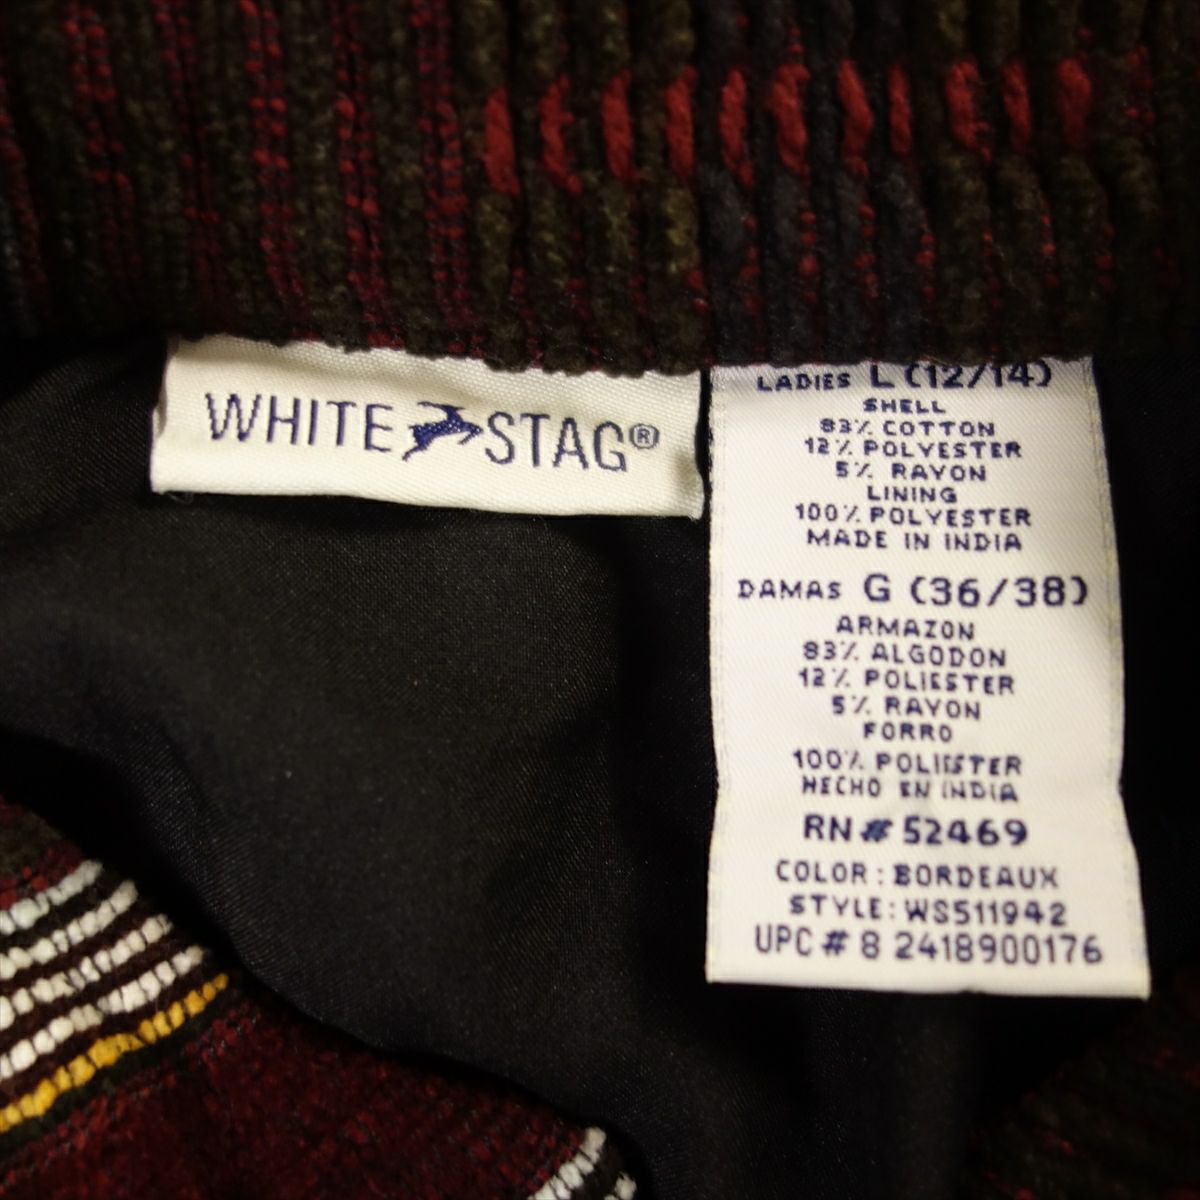 WHITE STAG®
LADIES L (12/14)
SHELL
83% COTTON
12% POLYESTER
5% RAYON
LINING
100% POLYESTER
MADE IN INDIA
DAMAS G (36/38)
ARMAZON
83% ALGODON
12% POLIESTER
5% RAYON
FORRO
100% POLIESTER
HECHO EN INDIA
RN# 52469
COLOR: BORDEAUX
STYLE: WS511942
UPC # 8 2418900176